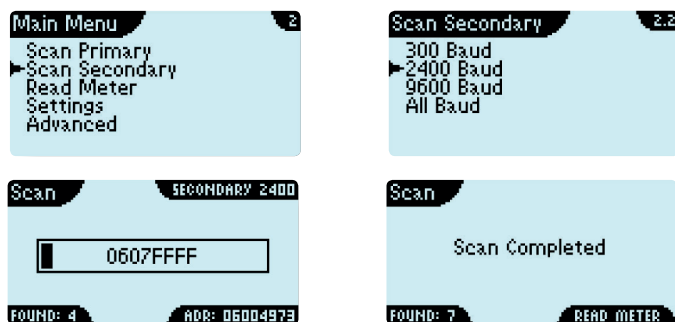 Main Menu 2
Scan Primary
Scan Secondary
Read Meter
Settings
Advanced
Scan Secondary 2.2
300 Baud
2400 Baud
9600 Baud
All Baud
Scan SECONDARY 2400
0607FFFF
FOUND: 4 ADR: 06004973
Scan
Scan Completed
FOUND: 7 READ METER